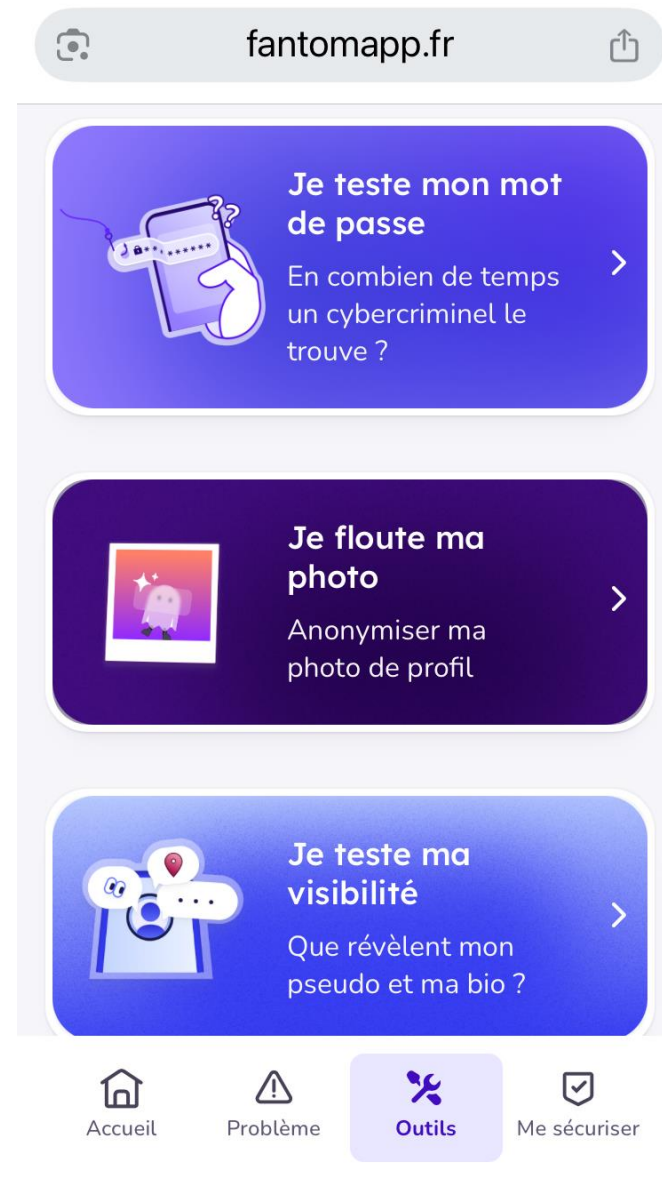 fantomapp.fr
??
Je teste mon mot
de passe
En combien de temps
un cybercriminel le
trouve ?
Je floute ma
photo
Anonymiser ma
photo de profil
Je teste ma
visibilité
Que révèlent mon
pseudo et ma bio ?
Accueil
Problème
Outils
Me sécuriser